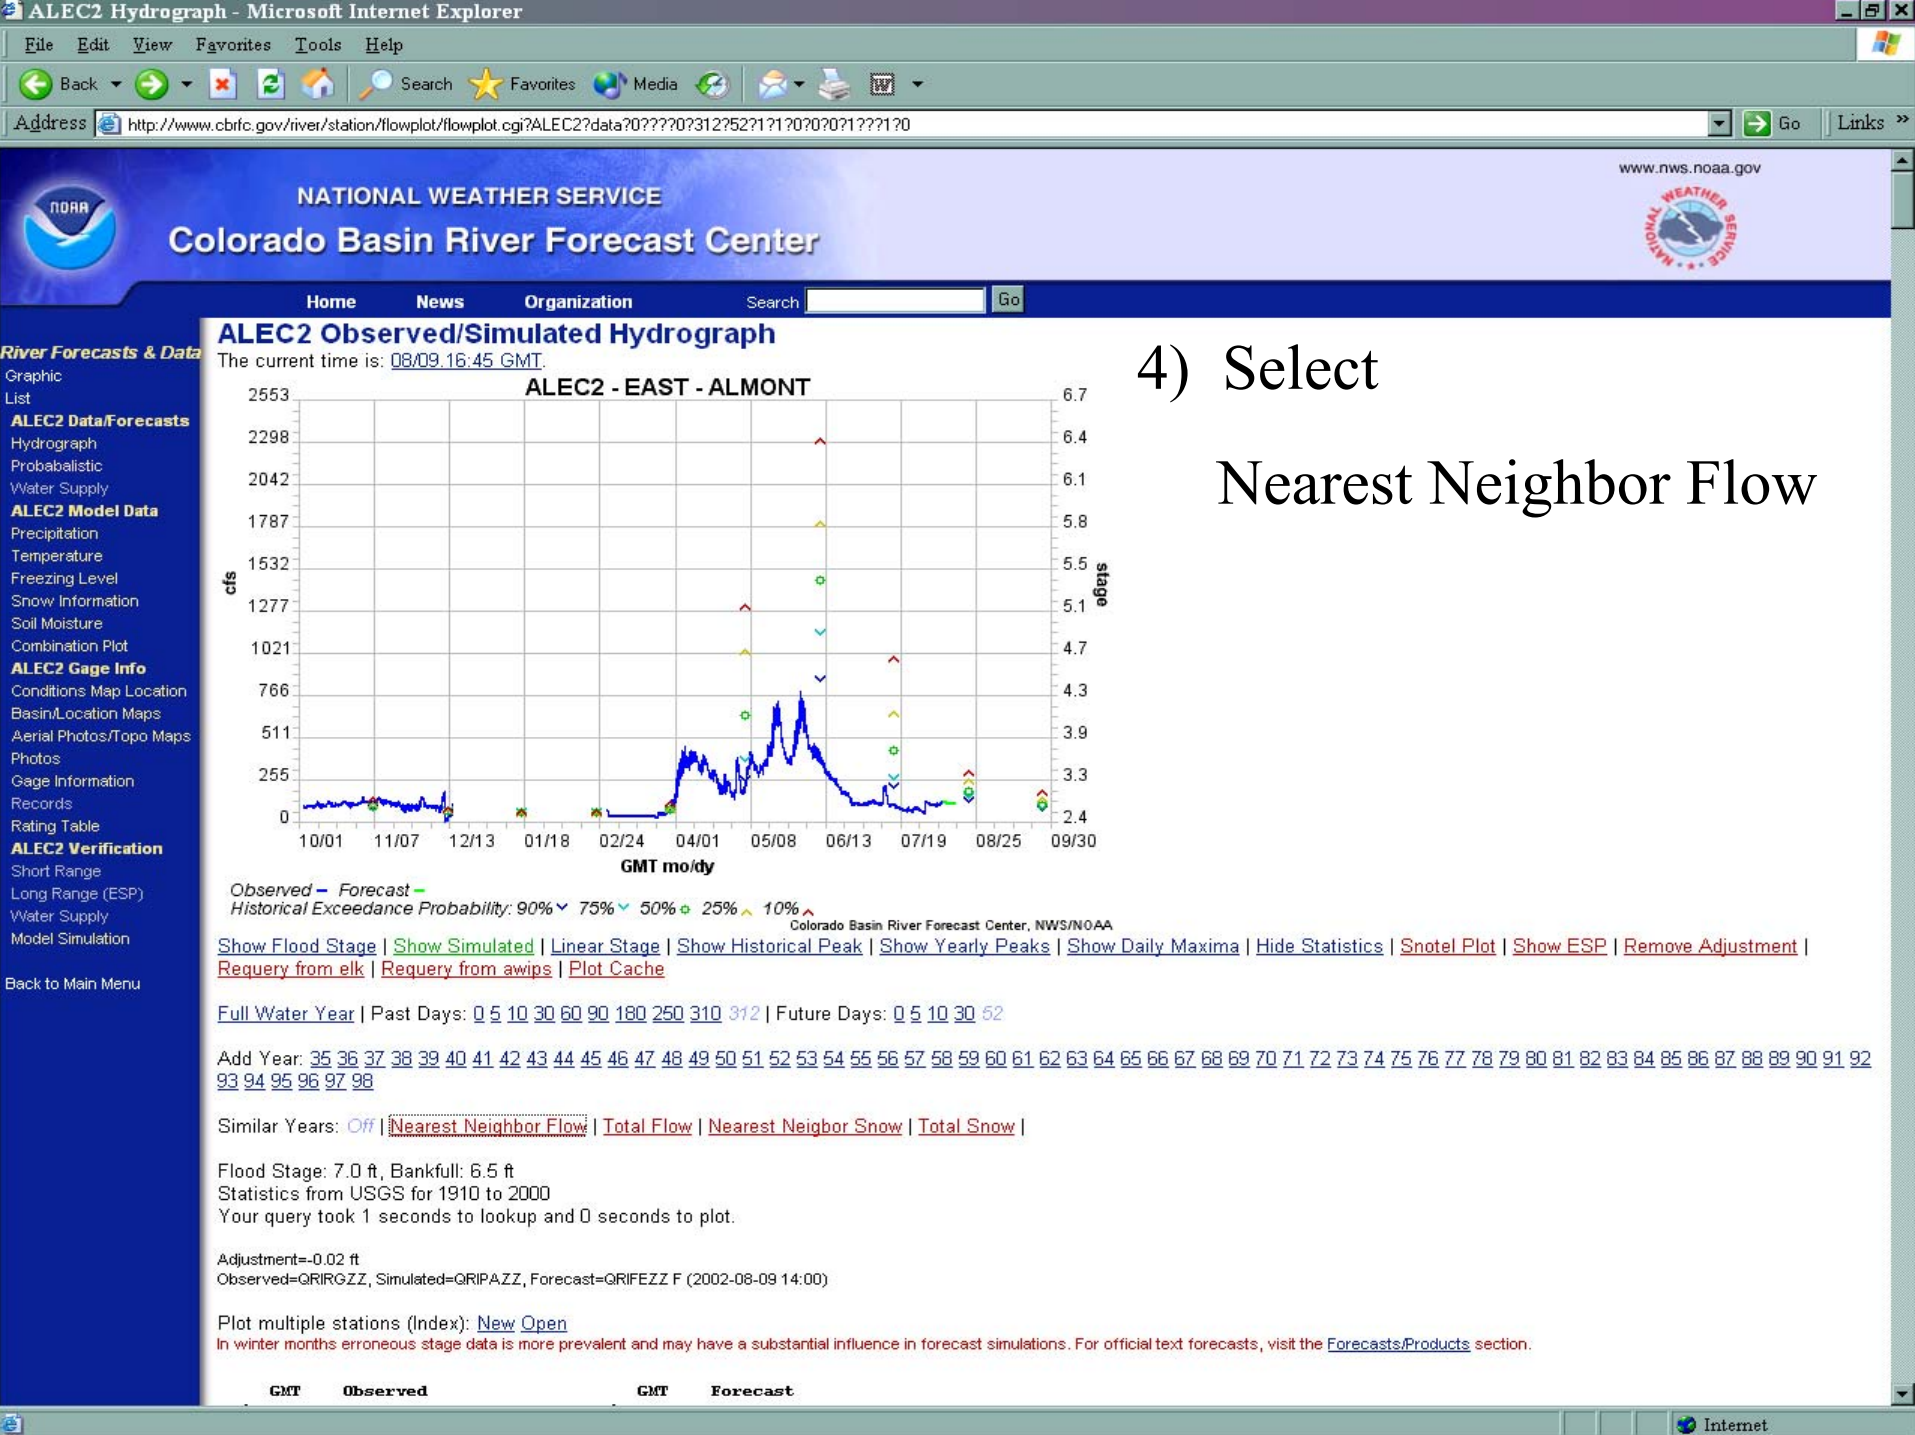 ALEC2 Hydrograph - Microsoft Internet Explorer
File Edit View Favorites Tools Help
Back Search Favorites Media
Address http://www.cbrfc.gov/river/station/flowplot/flowplot.cgi?ALEC2?data?0????0?312?52?1?1?0?0?0?1???1?0 Go Links »
noaa
NATIONAL WEATHER SERVICE
Colorado Basin River Forecast Center
www.nws.noaa.gov
NATIONAL WEATHER SERVICE
Home News Organization Search Go
River Forecasts & Data
Graphic
List
ALEC2 Data/Forecasts
Hydrograph
Probabalistic
Water Supply
ALEC2 Model Data
Precipitation
Temperature
Freezing Level
Snow Information
Soil Moisture
Combination Plot
ALEC2 Gage Info
Conditions Map Location
Basin/Location Maps
Aerial Photos/Topo Maps
Photos
Gage Information
Records
Rating Table
ALEC2 Verification
Short Range
Long Range (ESP)
Water Supply
Model Simulation
Back to Main Menu
ALEC2 Observed/Simulated Hydrograph
The current time is: 08/09.16:45 GMT.
ALEC2 - EAST - ALMONT
2553 6.7
2298 6.4
2042 6.1
1787 5.8
1532 5.5
1277 5.1
1021 4.7
766 4.3
511 3.9
255 3.3
0 2.4
cfs
stage
10/01 11/07 12/13 01/18 02/24 04/01 05/08 06/13 07/19 08/25 09/30
GMT mo/dy
Observed Forecast
Historical Exceedance Probability: 90% 75% 50% 25% 10%
Colorado Basin River Forecast Center, NWS/NOAA
4) Select
Nearest Neighbor Flow
Show Flood Stage | Show Simulated | Linear Stage | Show Historical Peak | Show Yearly Peaks | Show Daily Maxima | Hide Statistics | Snotel Plot | Show ESP | Remove Adjustment |
Requery from elk | Requery from awips | Plot Cache
Full Water Year | Past Days: 0 5 10 30 60 90 180 250 310 312 | Future Days: 0 5 10 30 52
Add Year: 35 36 37 38 39 40 41 42 43 44 45 46 47 48 49 50 51 52 53 54 55 56 57 58 59 60 61 62 63 64 65 66 67 68 69 70 71 72 73 74 75 76 77 78 79 80 81 82 83 84 85 86 87 88 89 90 91 92
93 94 95 96 97 98
Similar Years: Off | Nearest Neighbor Flow | Total Flow | Nearest Neigbor Snow | Total Snow |
Flood Stage: 7.0 ft, Bankfull: 6.5 ft
Statistics from USGS for 1910 to 2000
Your query took 1 seconds to lookup and 0 seconds to plot.
Adjustment=-0.02 ft
Observed=QRIRGZZ, Simulated=QRIPAZZ, Forecast=QRIFEZZ F (2002-08-09 14:00)
Plot multiple stations (Index): New Open
In winter months erroneous stage data is more prevalent and may have a substantial influence in forecast simulations. For official text forecasts, visit the Forecasts/Products section.
GMT Observed GMT Forecast
Internet